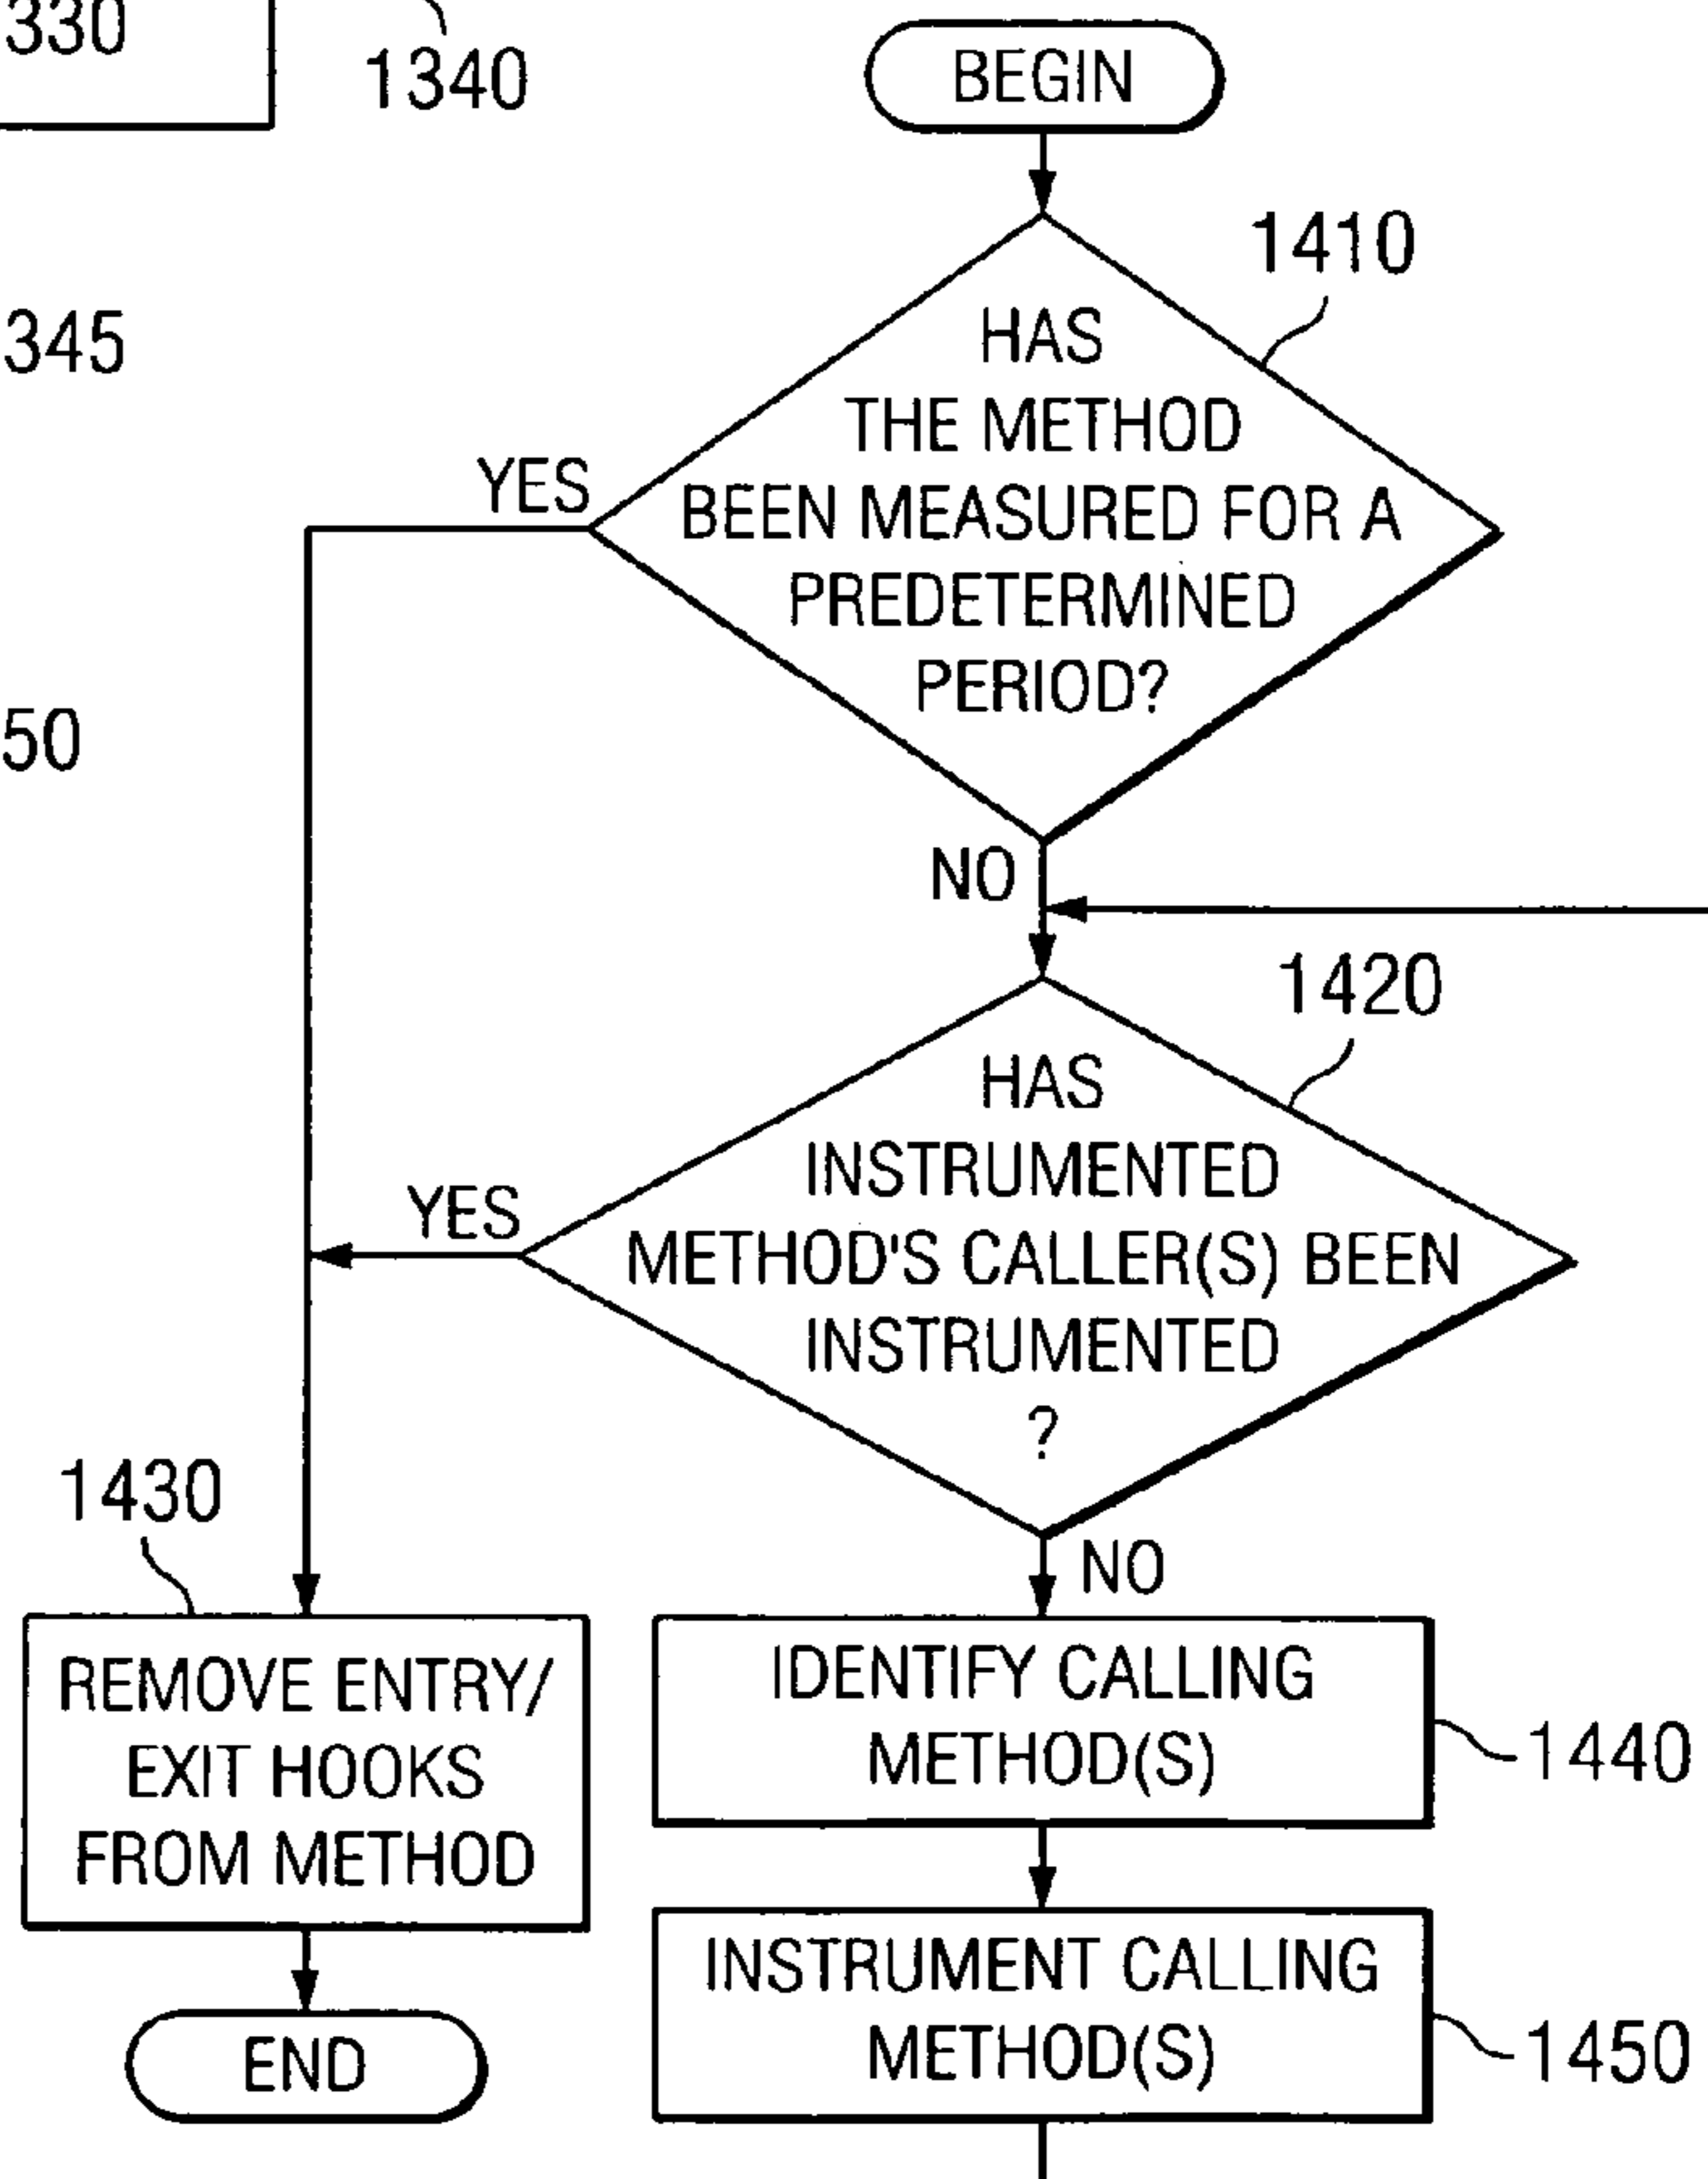 330
1340
BEGIN
1410
HAS
THE METHOD
BEEN MEASURED FOR A
PREDETERMINED
PERIOD?
345
YES
50
NO
1420
HAS
INSTRUMENTED
METHOD'S CALLER(S) BEEN
INSTRUMENTED
?
YES
1430
NO
REMOVE ENTRY/
EXIT HOOKS
FROM METHOD
IDENTIFY CALLING
METHOD(S)
1440
INSTRUMENT CALLING
METHOD(S)
1450
END